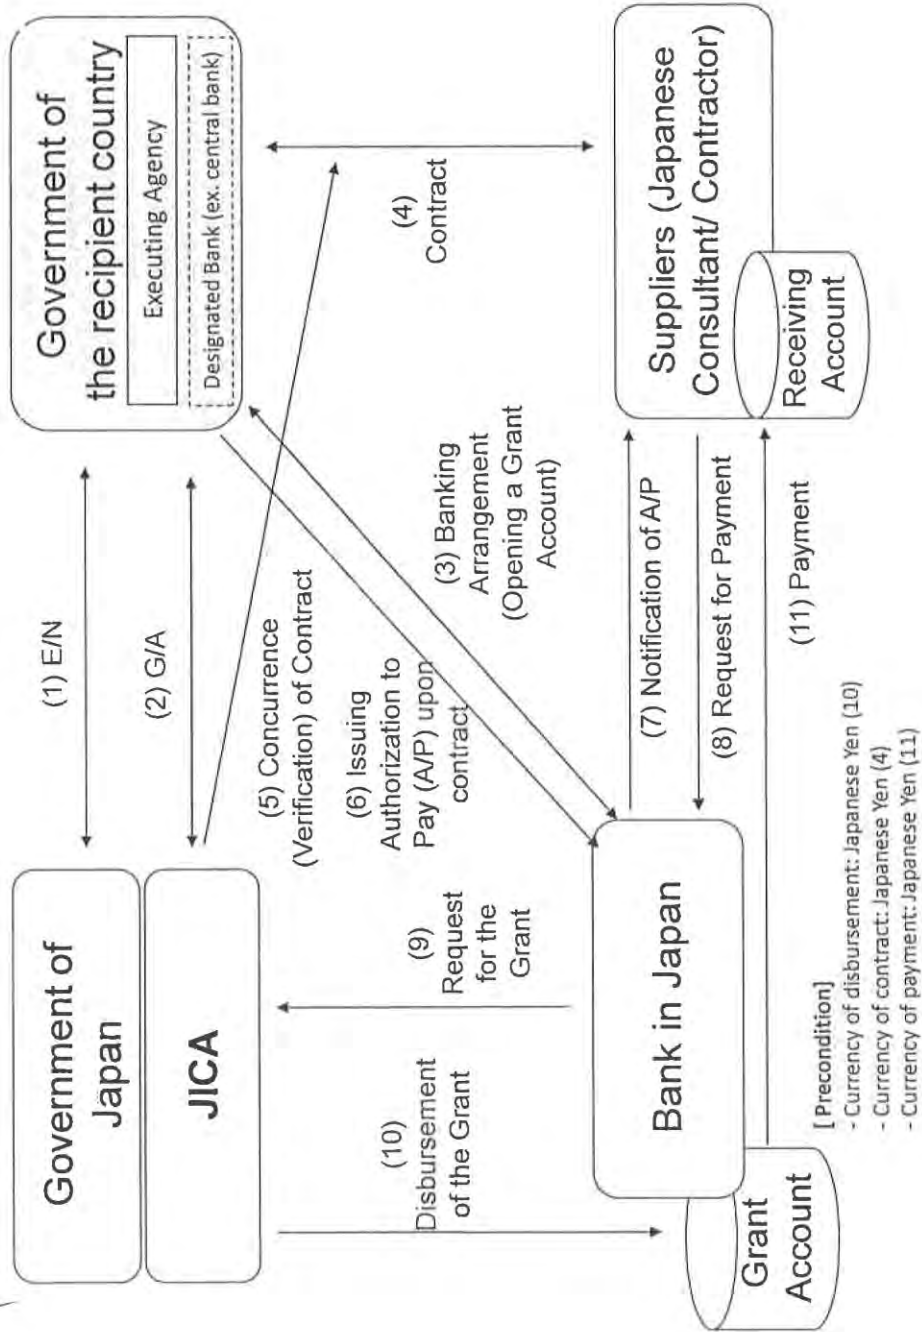 Government of
Japan
JICA
(1) E/N
(2) G/A
Government of
the recipient country
Executing Agency
Designated Bank (ex. central bank)
(5) Concurrence
(Verification) of Contract
(6) Issuing
Authorization to
Pay (A/P) upon
contract
(3) Banking
Arrangement
(Opening a Grant
Account)
(4)
Contract
(10)
Disbursement
of the Grant
(9)
Request
for the
Grant
Bank in Japan
Grant
Account
(7) Notification of A/P
(8) Request for Payment
(11) Payment
Suppliers (Japanese
Consultant/ Contractor)
Receiving
Account
[Precondition]
- Currency of disbursement: Japanese Yen (10)
- Currency of contract: Japanese Yen (4)
- Currency of payment: Japanese Yen (11)